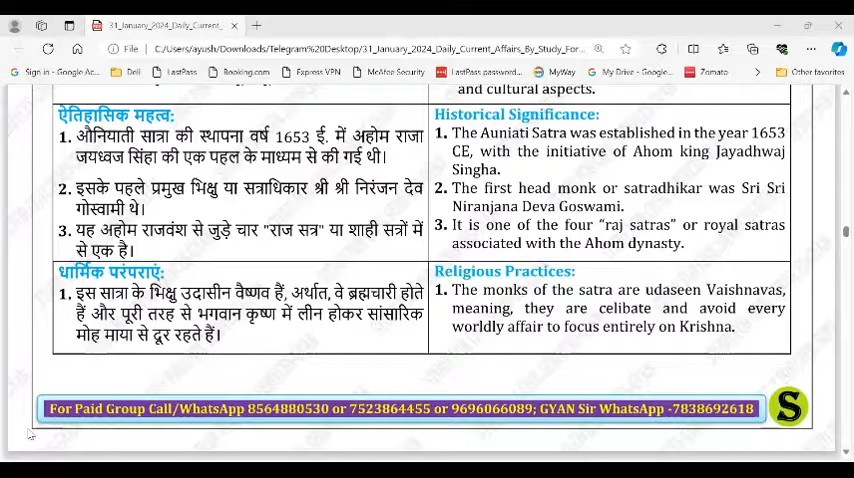 31_January_2024_Daily_Current_
File
C:/Users/ayush/Downloads/Telegram%20Desktop/31_January_2024_Daily_Current_Affairs_By_Study_For...
Sign in - Google Ac...
Dell
LastPass
Booking.com
Express VPN
McAfee Security
LastPass password...
MyWay
My Drive - Google...
Zomato
Other favorites
and cultural aspects.
ऐतिहासिक महत्व:
1. औनियाती सात्रा की स्थापना वर्ष 1653 ई. में अहोम राजा
जयध्वज सिंहा की एक पहल के माध्यम से की गई थी।
2. इसके पहले प्रमुख भिक्षु या सत्राधिकार श्री श्री निरंजन देव
गोस्वामी थे।
3. यह अहोम राजवंश से जुड़े चार "राज सत्र" या शाही सत्रों में
से एक है।
Historical Significance:
1. The Auniati Satra was established in the year 1653
CE, with the initiative of Ahom king Jayadhwaj
Singha.
2. The first head monk or satradhikar was Sri Sri
Niranjana Deva Goswami.
3. It is one of the four “raj satras” or royal satras
associated with the Ahom dynasty.
धार्मिक परंपराएं:
1. इस सात्रा के भिक्षु उदासीन वैष्णव हैं, अर्थात, वे ब्रह्मचारी होते
हैं और पूरी तरह से भगवान कृष्ण में लीन होकर सांसारिक
मोह माया से दूर रहते हैं।
Religious Practices:
1. The monks of the satra are udaseen Vaishnavas,
meaning, they are celibate and avoid every
worldly affair to focus entirely on Krishna.
For Paid Group Call/WhatsApp 8564880530 or 7523864455 or 9696066089; GYAN Sir WhatsApp -7838692618
S